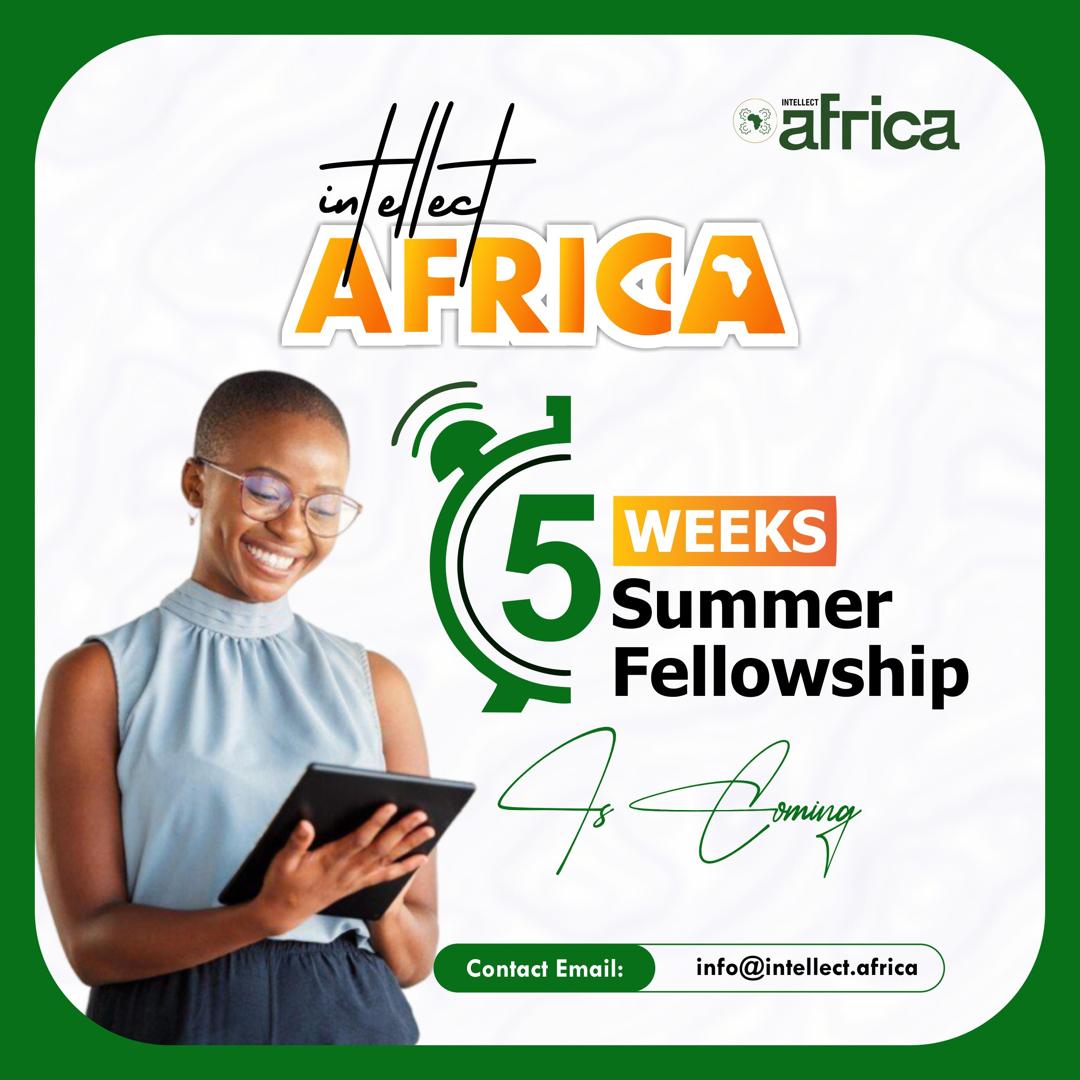 INTELLECT
africa
intellect
AFRICA
5
WEEKS
Summer
Fellowship
Is Coming
Contact Email: info@intellect.africa